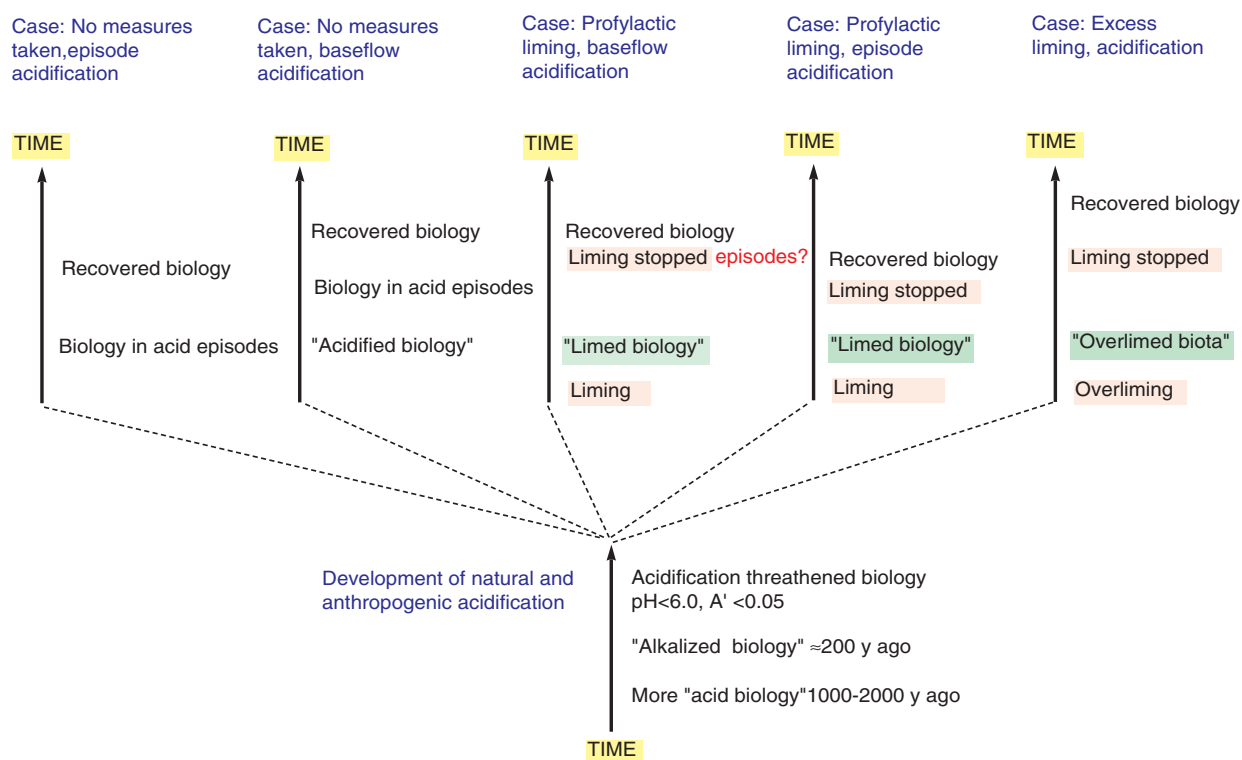 Case: No measures
taken,episode
acidification
Case: No measures
taken, baseflow
acidification
Case: Profylactic
liming, baseflow
acidification
Case: Profylactic
liming, episode
acidification
Case: Excess
liming, acidification
TIME
Recovered biology
Biology in acid episodes
TIME
Recovered biology
Biology in acid episodes
"Acidified biology"
TIME
Recovered biology
Liming stopped episodes?
"Limed biology"
Liming
TIME
Recovered biology
Liming stopped
"Limed biology"
Liming
TIME
Recovered biology
Liming stopped
"Overlimed biota"
Overliming
Development of natural and
anthropogenic acidification
Acidification threathened biology
pH<6.0, A' <0.05
"Alkalized biology" ≈200 y ago
More "acid biology"1000-2000 y ago
TIME